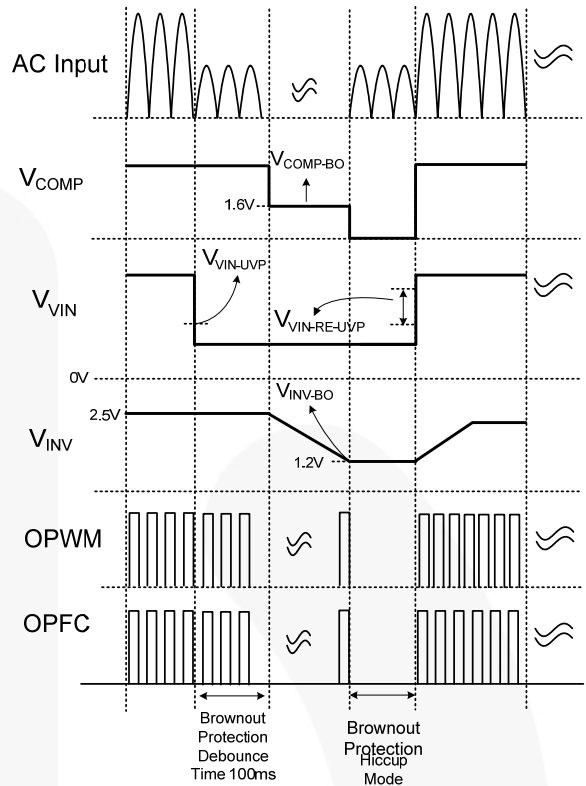 AC Input
VCOMP
VCOMP-BO
1.6V
VVIN-UVP
VVIN
VVIN-RE-UVP
0V
VINV-BO
2.5V
VINV
1.2V
OPWM
OPFC
Brownout
Protection
Debounce
Time 100ms
Brownout
Protection
Hiccup
Mode